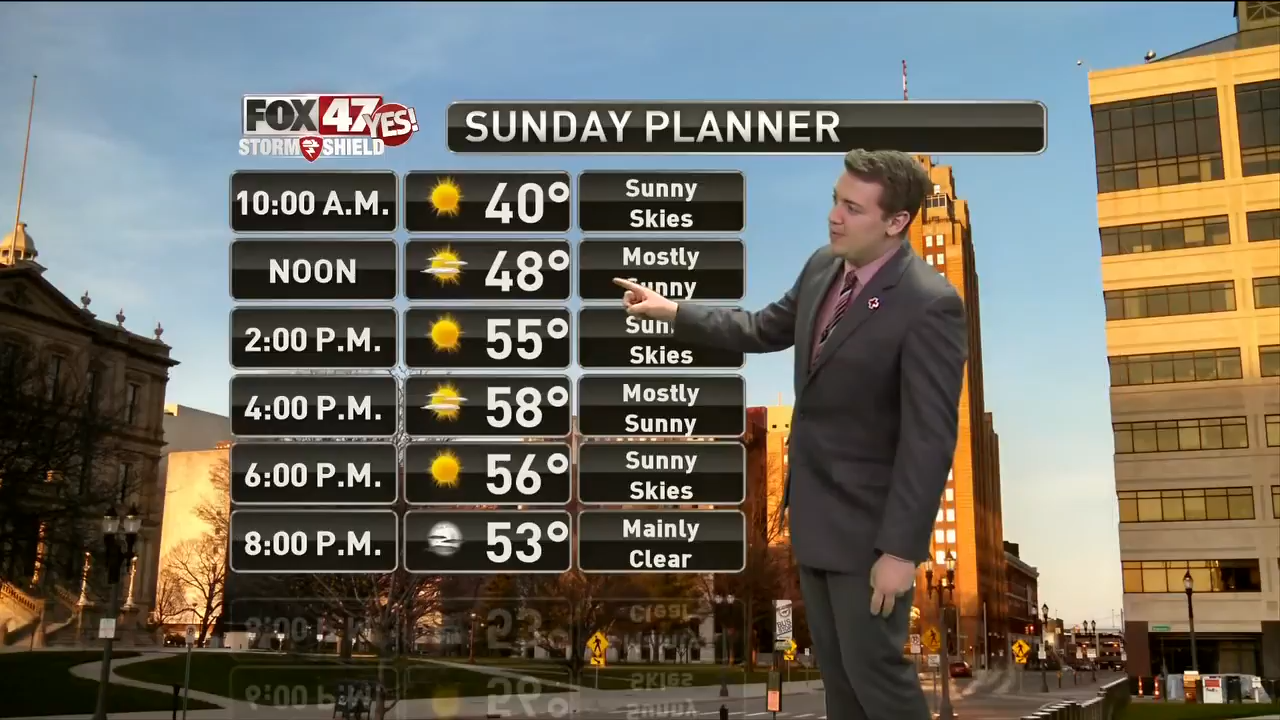 FOX 47 YES!
STORM SHIELD
SUNDAY PLANNER
10:00 A.M. 40° Sunny Skies
NOON 48° Mostly Sunny
2:00 P.M. 55° Sunny Skies
4:00 P.M. 58° Mostly Sunny
6:00 P.M. 56° Sunny Skies
8:00 P.M. 53° Mainly Clear